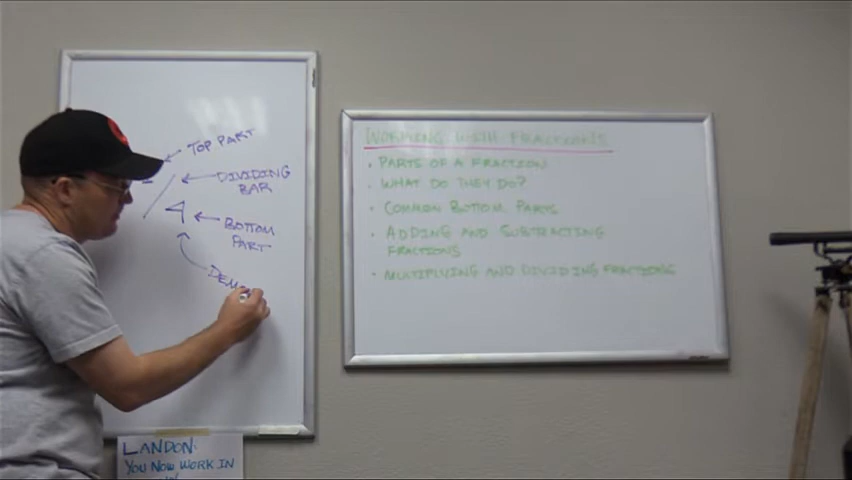 TOP PART
DIVIDING
BAR
4
BOTTOM
PART
WORKING WITH FRACTIONS
• PARTS OF A FRACTION
• WHAT DO THEY DO?
• COMMON BOTTOM PARTS
• ADDING AND SUBTRACTING
FRACTIONS
• MULTIPLYING AND DIVIDING FRACTIONS
LANDON:
YOU NOW WORK IN